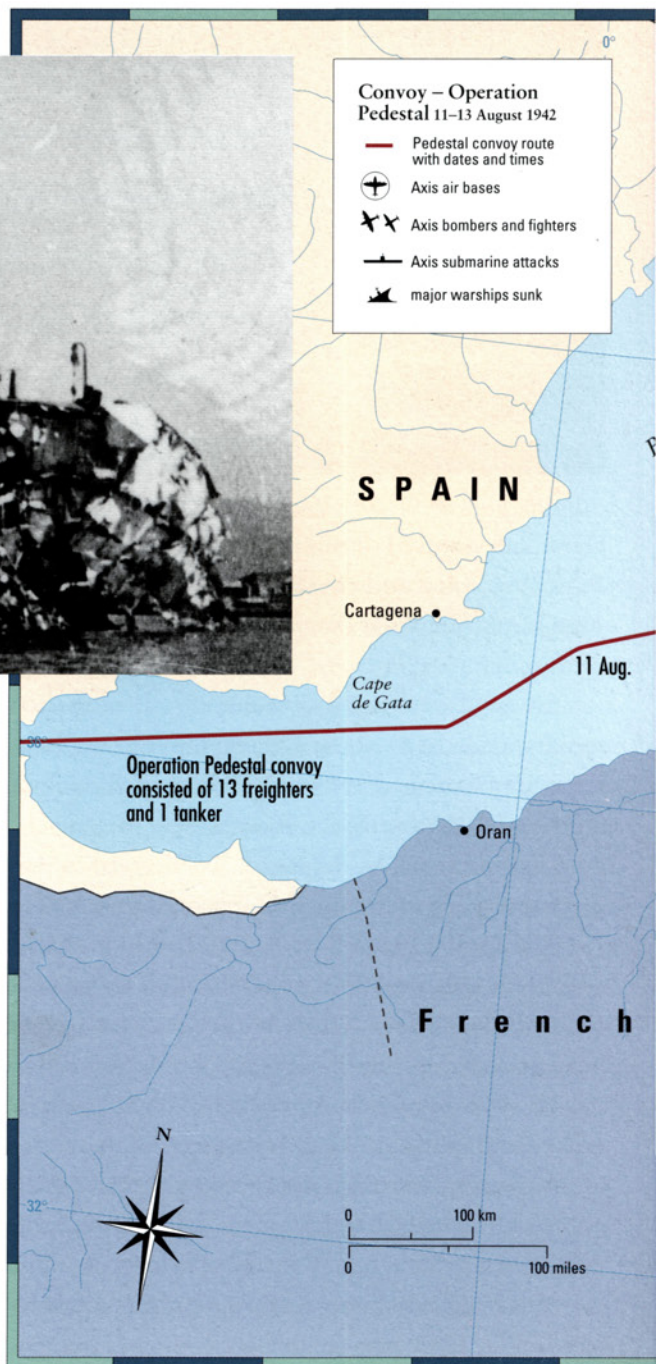 0°
Convoy – Operation
Pedestal 11–13 August 1942
Pedestal convoy route
with dates and times
Axis air bases
Axis bombers and fighters
Axis submarine attacks
major warships sunk
SPAIN
Cartagena
11 Aug.
Cape
de Gata
Operation Pedestal convoy
consisted of 13 freighters
and 1 tanker
Oran
French
N
32°
0 100 km
0 100 miles